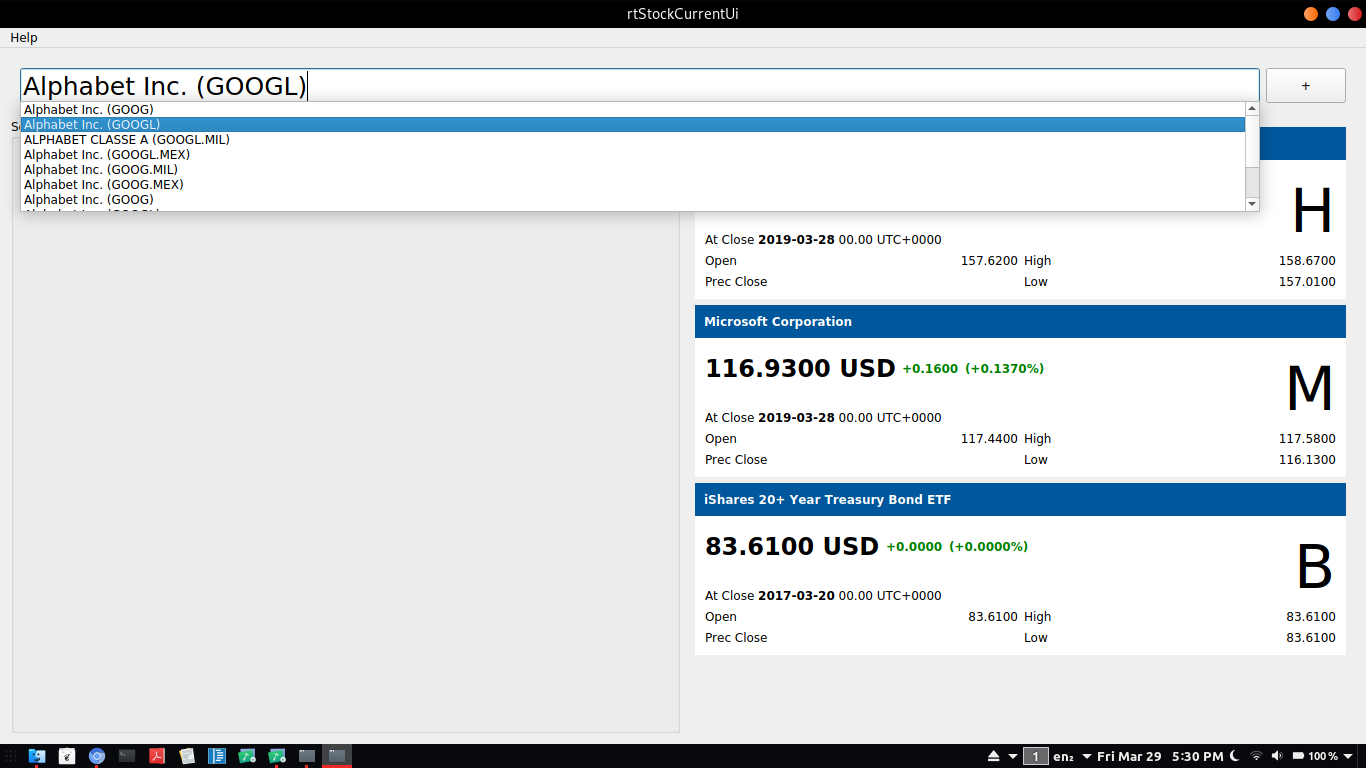 rtStockCurrentUi
Help
Alphabet Inc. (GOOGL)
+
Alphabet Inc. (GOOG)
Alphabet Inc. (GOOGL)
ALPHABET CLASSE A (GOOGL.MIL)
Alphabet Inc. (GOOGL.MEX)
Alphabet Inc. (GOOG.MIL)
Alphabet Inc. (GOOG.MEX)
Alphabet Inc. (GOOG)
H
At Close 2019-03-28 00.00 UTC+0000
Open 157.6200 High 158.6700
Prec Close Low 157.0100
Microsoft Corporation
116.9300 USD +0.1600 (+0.1370%)
M
At Close 2019-03-28 00.00 UTC+0000
Open 117.4400 High 117.5800
Prec Close Low 116.1300
iShares 20+ Year Treasury Bond ETF
83.6100 USD +0.0000 (+0.0000%)
B
At Close 2017-03-20 00.00 UTC+0000
Open 83.6100 High 83.6100
Prec Close Low 83.6100
1 en₂ Fri Mar 29 5:30 PM 100%